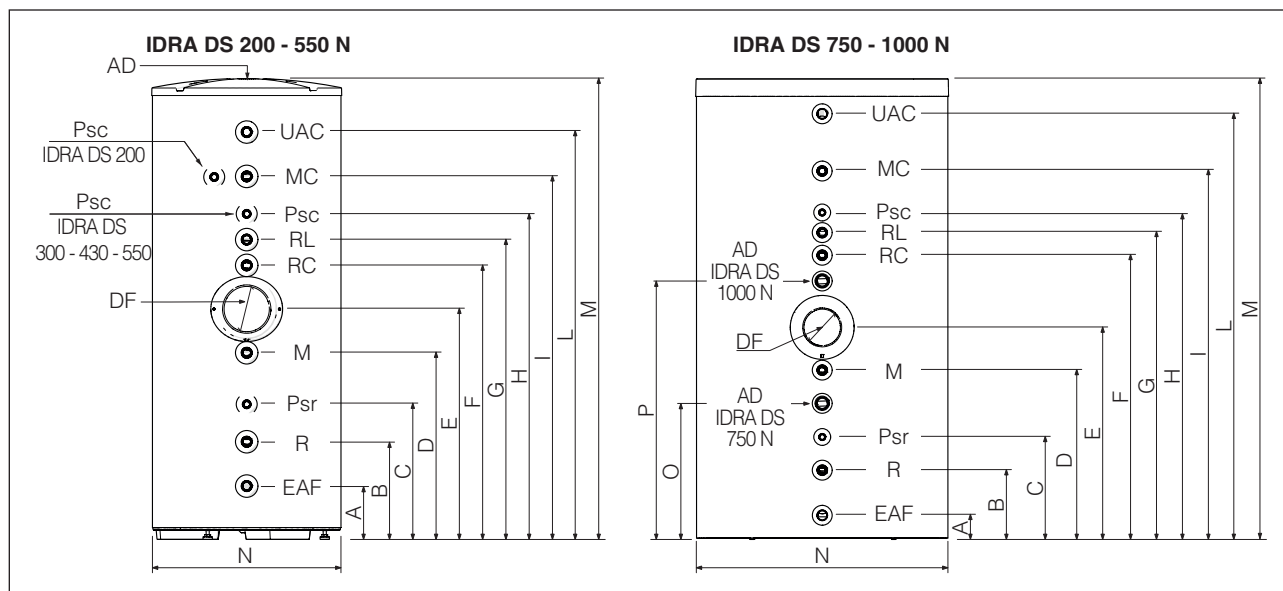 IDRA DS 200 - 550 N
AD
UAC
Psc
IDRA DS 200
MC
Psc
IDRA DS
300 - 430 - 550
Psc
RL
RC
DF
M
Psr
R
EAF
A
B
C
D
E
F
G
H
I
L
M
N
IDRA DS 750 - 1000 N
UAC
MC
Psc
RL
RC
AD
IDRA DS
1000 N
DF
M
AD
IDRA DS
750 N
Psr
R
EAF
P
O
A
B
C
D
E
F
G
H
I
L
M
N